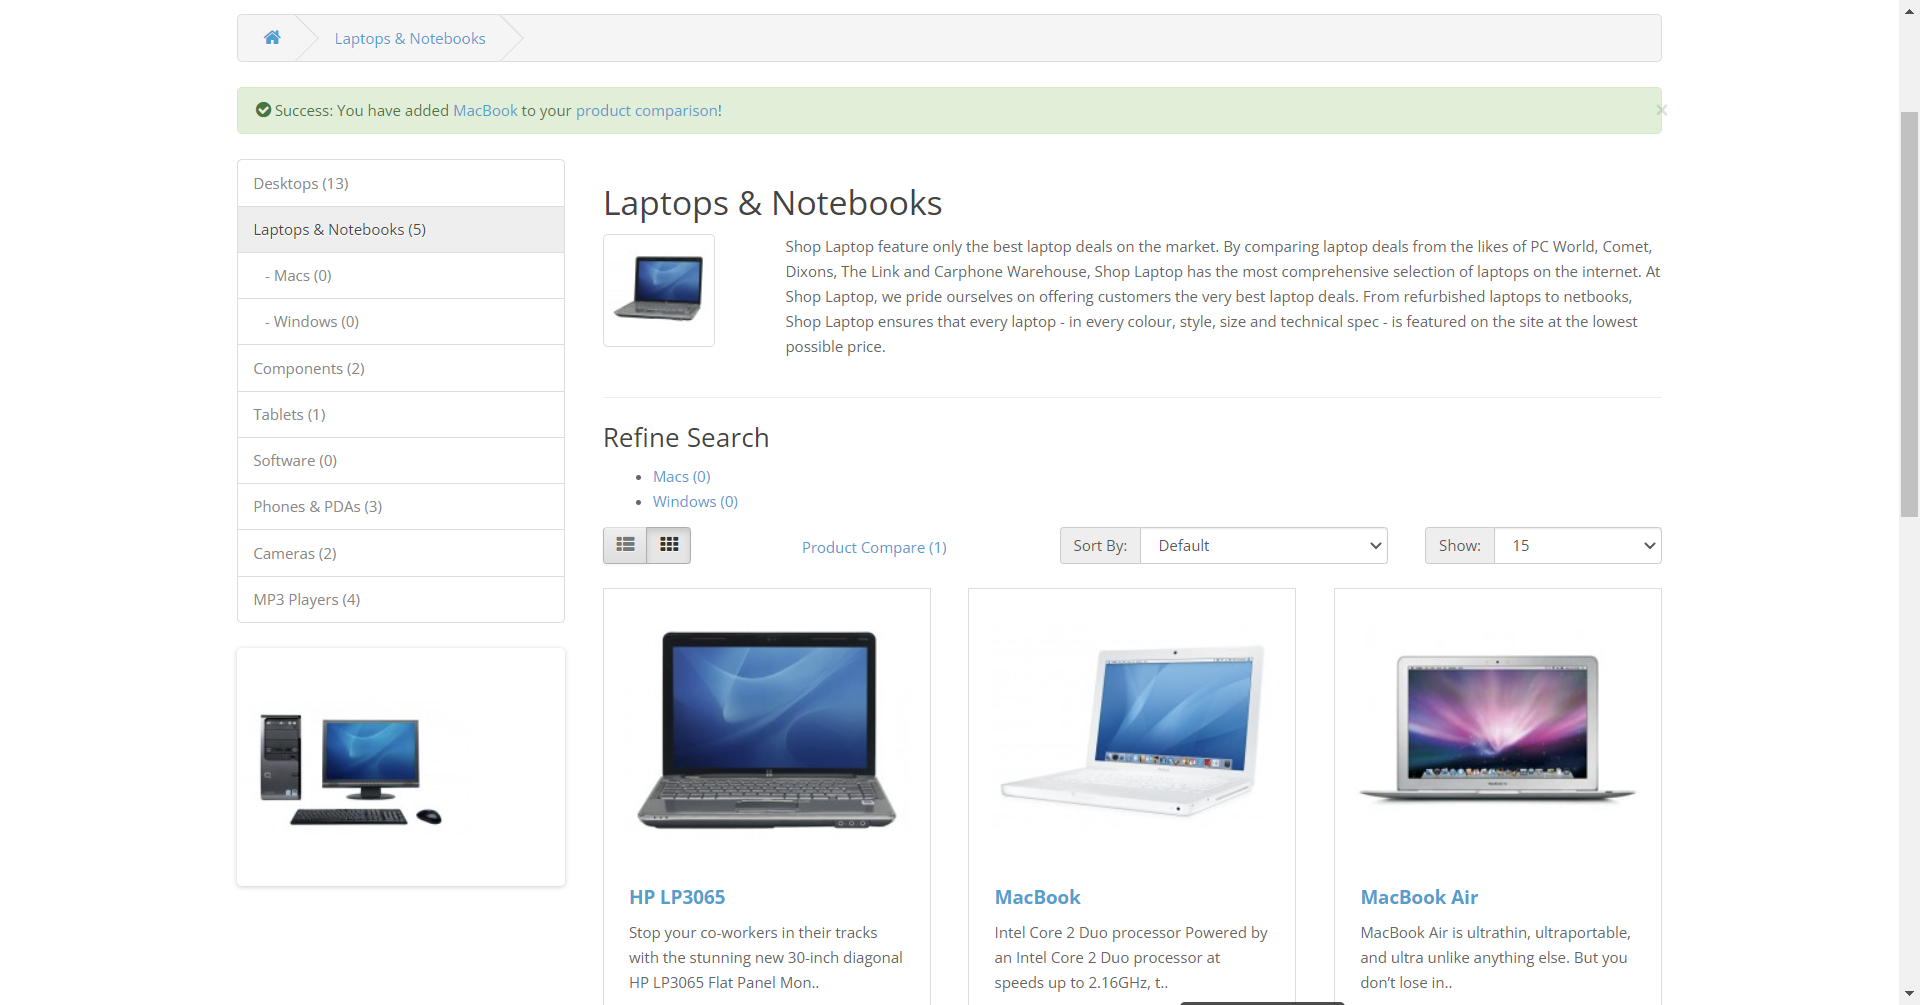 Laptops & Notebooks
Success: You have added MacBook to your product comparison!
×
Desktops (13)
Laptops & Notebooks (5)
- Macs (0)
- Windows (0)
Components (2)
Tablets (1)
Software (0)
Phones & PDAs (3)
Cameras (2)
MP3 Players (4)
Laptops & Notebooks
Shop Laptop feature only the best laptop deals on the market. By comparing laptop deals from the likes of PC World, Comet,
Dixons, The Link and Carphone Warehouse, Shop Laptop has the most comprehensive selection of laptops on the internet. At
Shop Laptop, we pride ourselves on offering customers the very best laptop deals. From refurbished laptops to netbooks,
Shop Laptop ensures that every laptop - in every colour, style, size and technical spec - is featured on the site at the lowest
possible price.
Refine Search
Macs (0)
Windows (0)
Product Compare (1)
Sort By: Default
Show: 15
HP LP3065
Stop your co-workers in their tracks
with the stunning new 30-inch diagonal
HP LP3065 Flat Panel Mon..
MacBook
Intel Core 2 Duo processor Powered by
an Intel Core 2 Duo processor at
speeds up to 2.16GHz, t..
MacBook Air
MacBook Air is ultrathin, ultraportable,
and ultra unlike anything else. But you
don’t lose in..